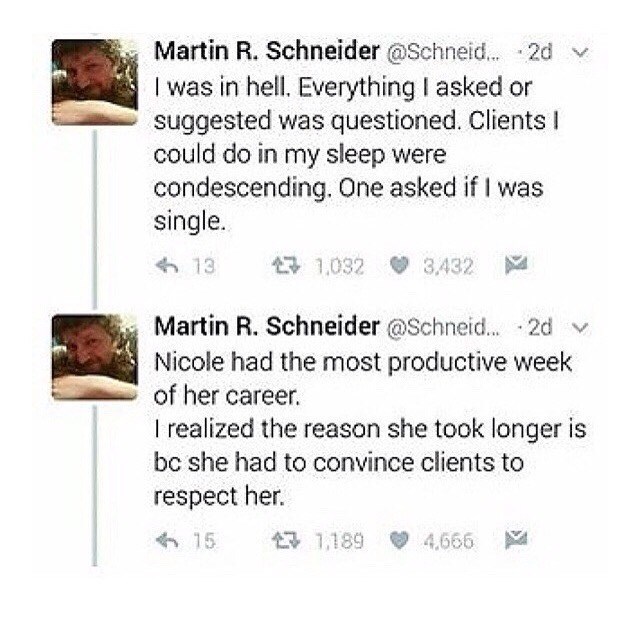 Martin R. Schneider @Schneid... · 2d
I was in hell. Everything I asked or
suggested was questioned. Clients I
could do in my sleep were
condescending. One asked if I was
single.
13 1,032 3,432
Martin R. Schneider @Schneid... · 2d
Nicole had the most productive week
of her career.
I realized the reason she took longer is
bc she had to convince clients to
respect her.
15 1,189 4,666